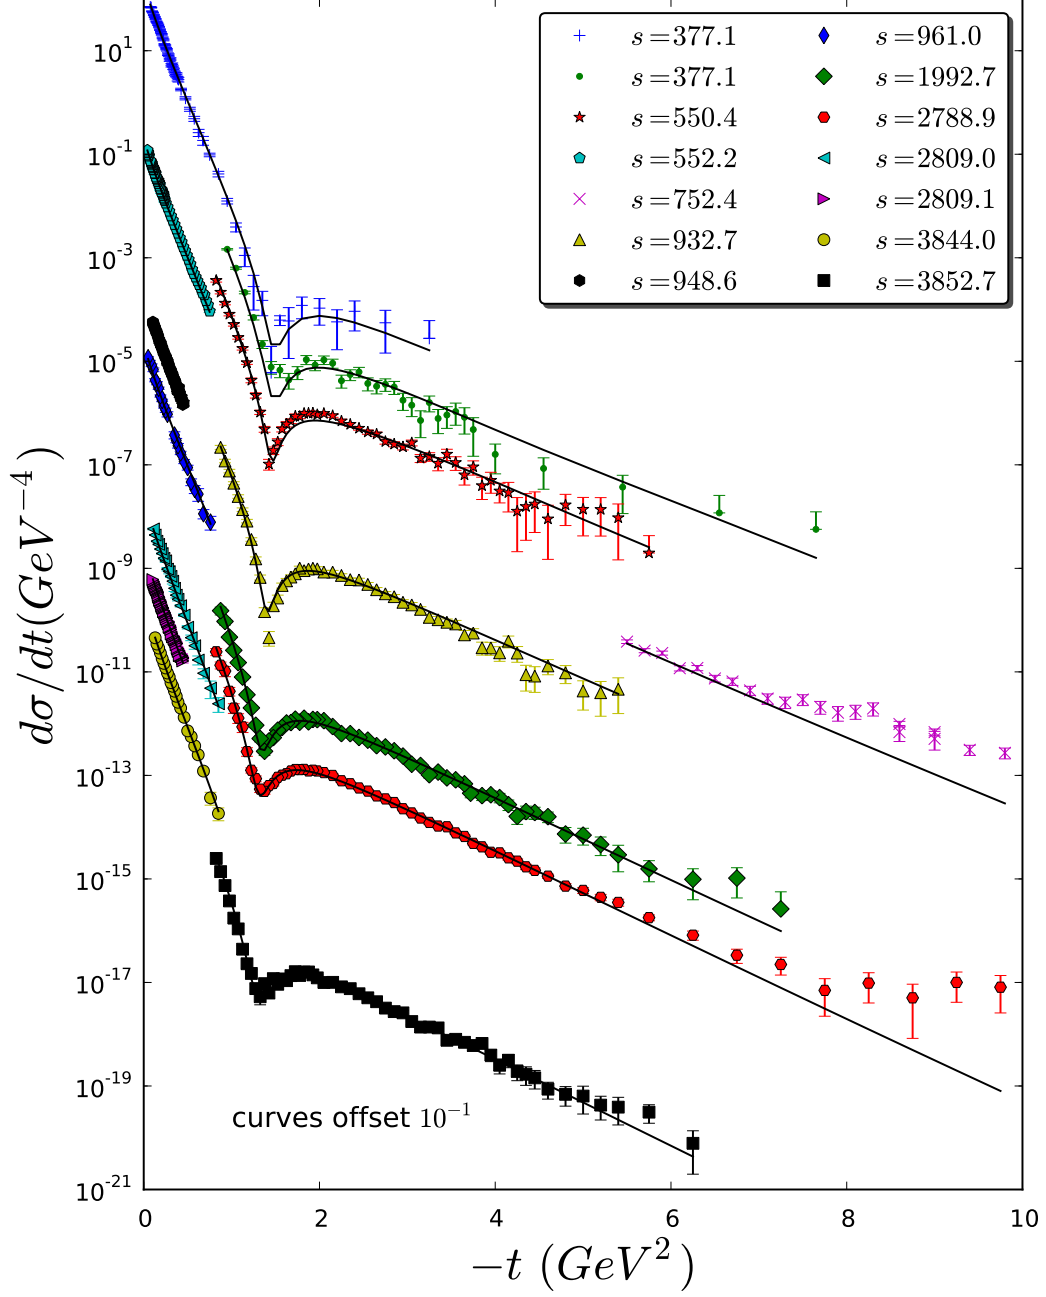 10^1
10^-1
10^-3
10^-5
10^-7
10^-9
10^-11
10^-13
10^-15
10^-17
10^-19
10^-21
dσ/dt(GeV^−4)
s=377.1
s=377.1
s=550.4
s=552.2
s=752.4
s=932.7
s=948.6
s=961.0
s=1992.7
s=2788.9
s=2809.0
s=2809.1
s=3844.0
s=3852.7
curves offset 10^−1
0 2 4 6 8 10
−t (GeV^2)